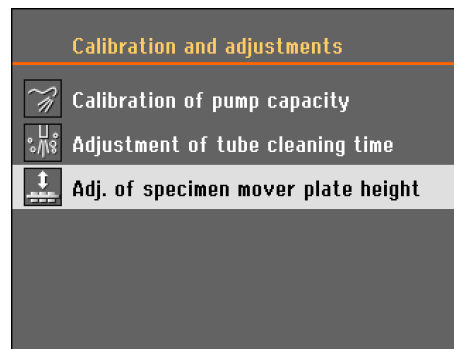 Calibration and adjustments
Calibration of pump capacity
Adjustment of tube cleaning time
Adj. of specimen mover plate height